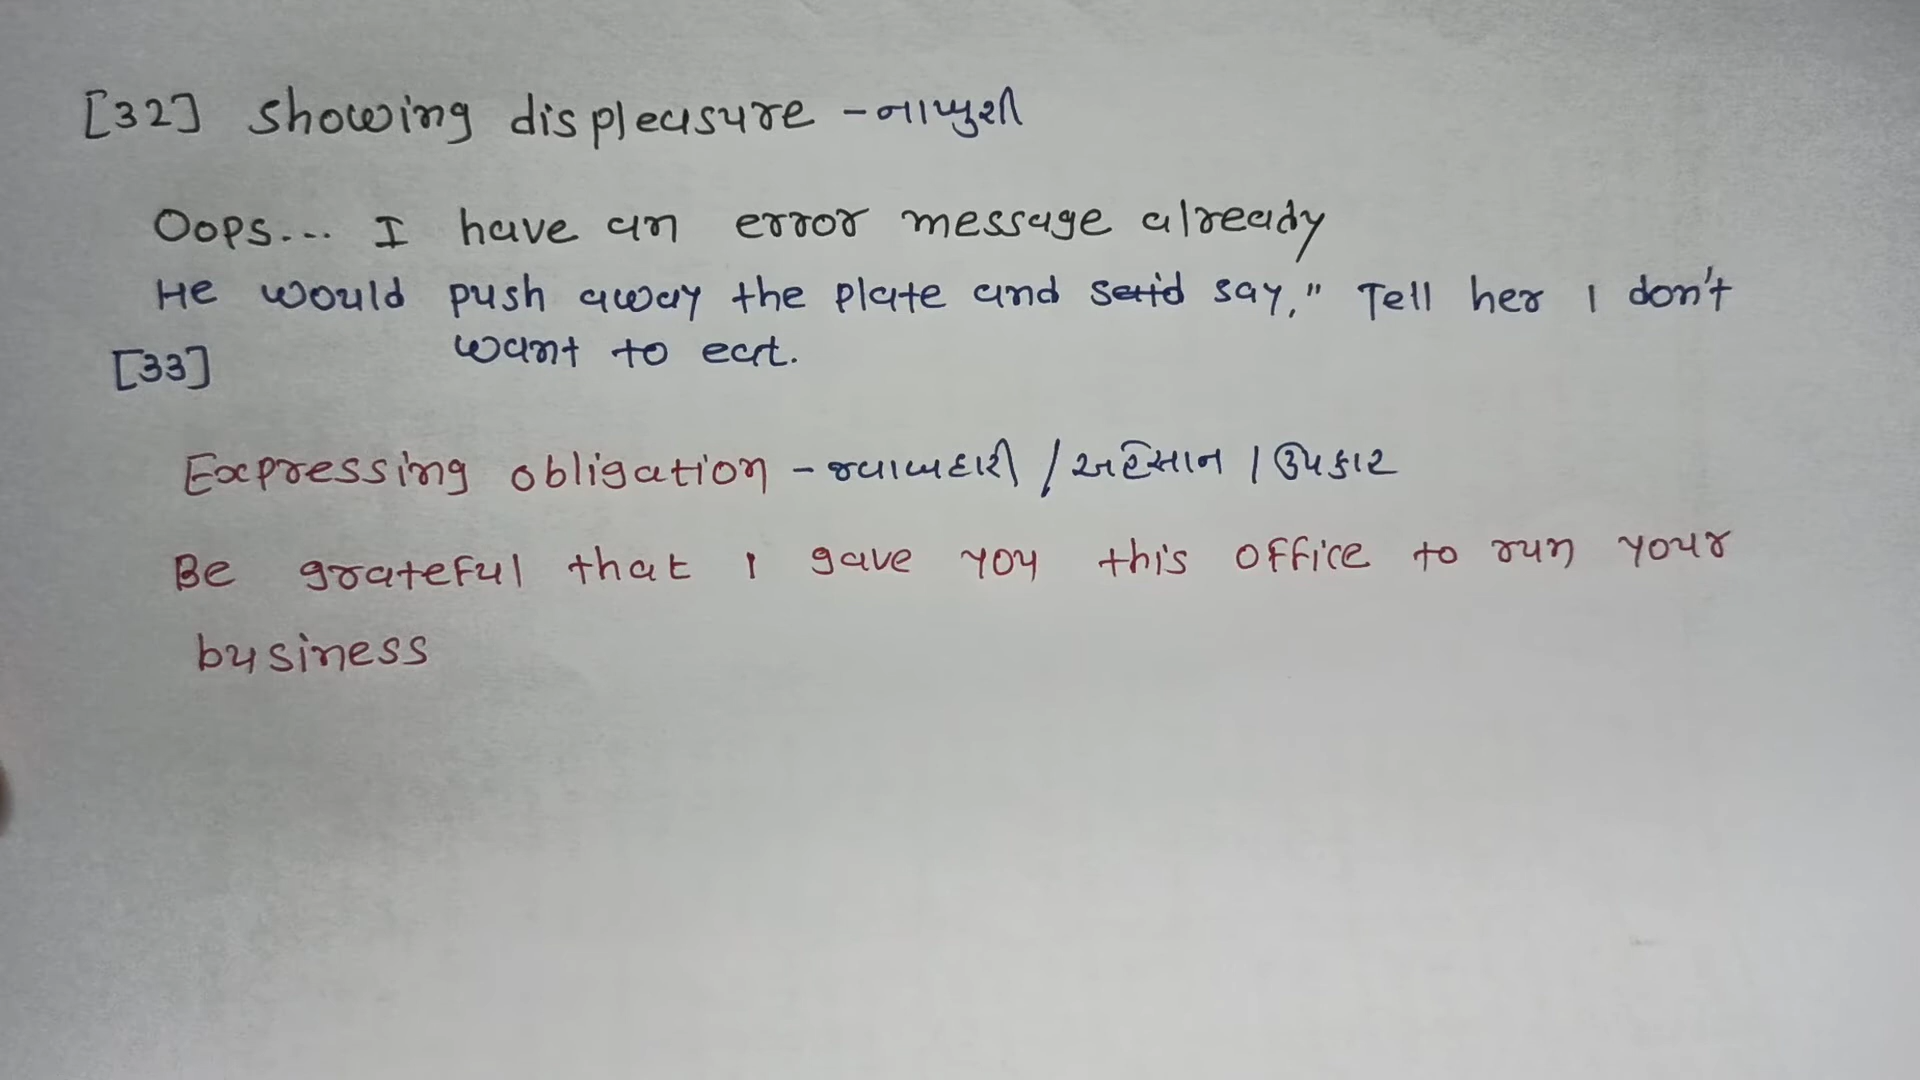 [32] showing displeasure - નાખુશી
Oops... I have an error message already
He would push away the plate and said say," Tell her I don't
want to eat.
[33]
Expressing obligation - જવાબદારી / અહેસાન / ઉપકાર
Be grateful that I gave you this office to run your
business